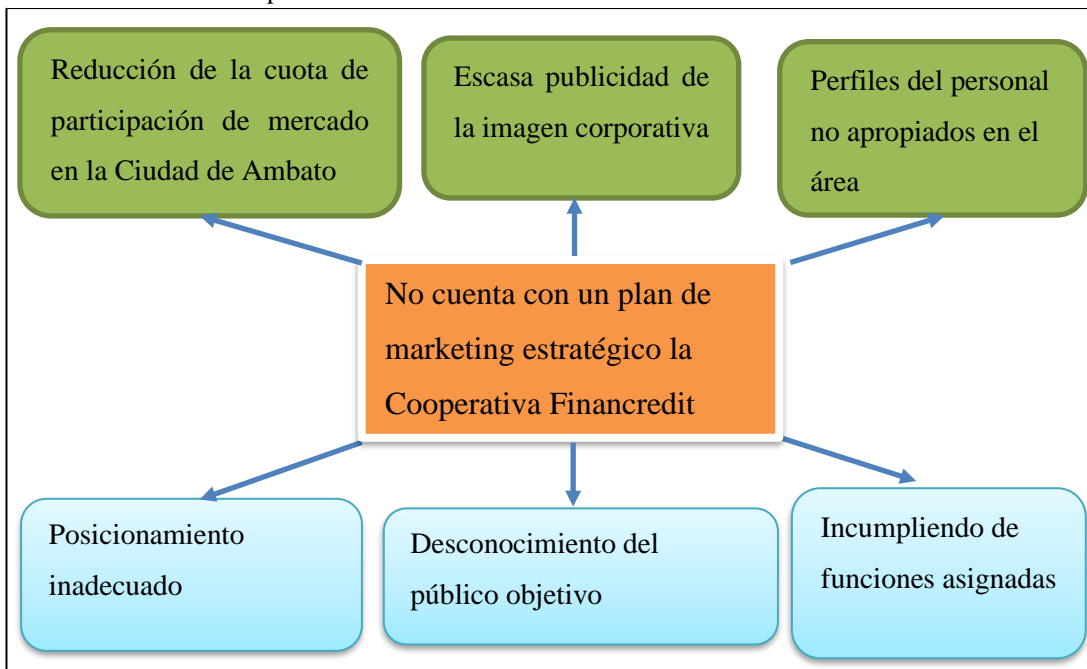 Reducción de la cuota de
participación de mercado
en la Ciudad de Ambato
Escasa publicidad de
la imagen corporativa
Perfiles del personal
no apropiados en el
área
No cuenta con un plan de
marketing estratégico la
Cooperativa Financredit
Posicionamiento
inadecuado
Desconocimiento del
público objetivo
Incumpliendo de
funciones asignadas